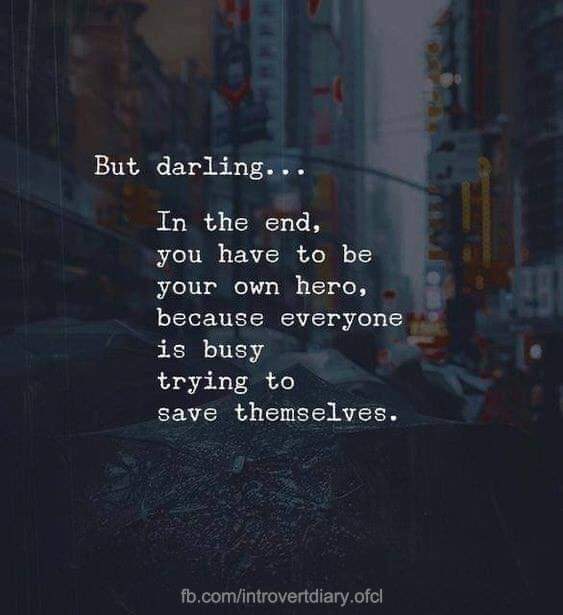 But darling...
In the end,
you have to be
your own hero,
because everyone
is busy
trying to
save themselves.
fb.com/introvertdiary.ofcl